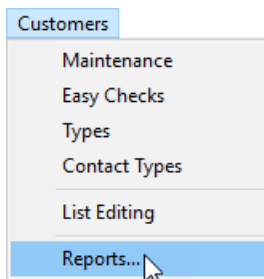 Customers
Maintenance
Easy Checks
Types
Contact Types
List Editing
Reports...